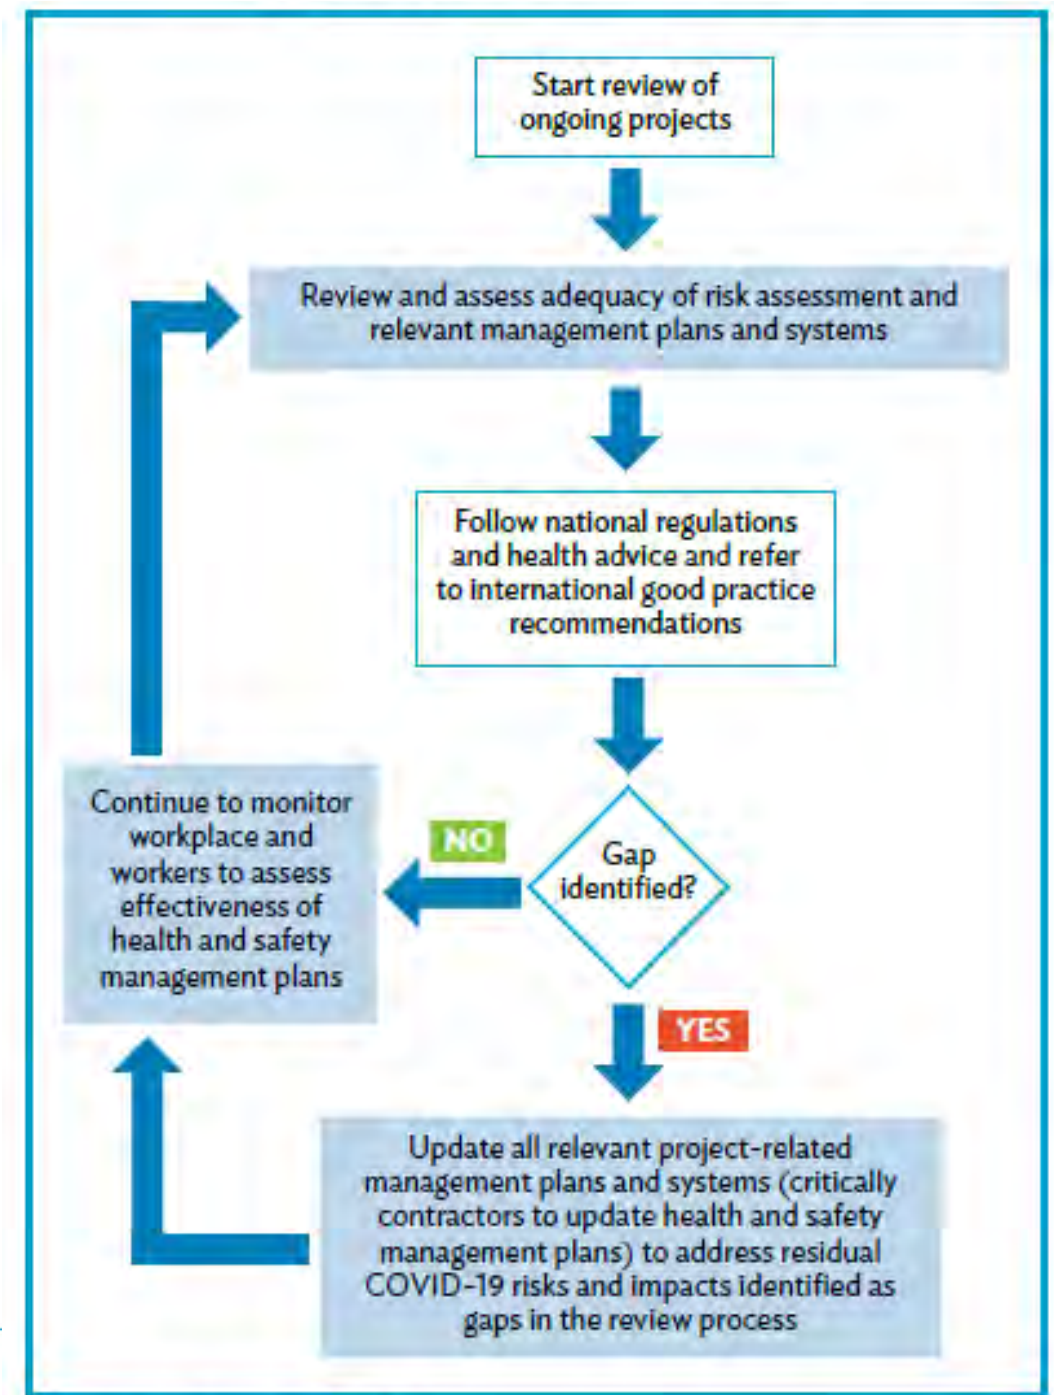 Start review of
ongoing projects
Review and assess adequacy of risk assessment and
relevant management plans and systems
Follow national regulations
and health advice and refer
to international good practice
recommendations
Gap
identified?
NO
Continue to monitor
workplace and
workers to assess
effectiveness of
health and safety
management plans
YES
Update all relevant project-related
management plans and systems (critically
contractors to update health and safety
management plans) to address residual
COVID-19 risks and impacts identified as
gaps in the review process